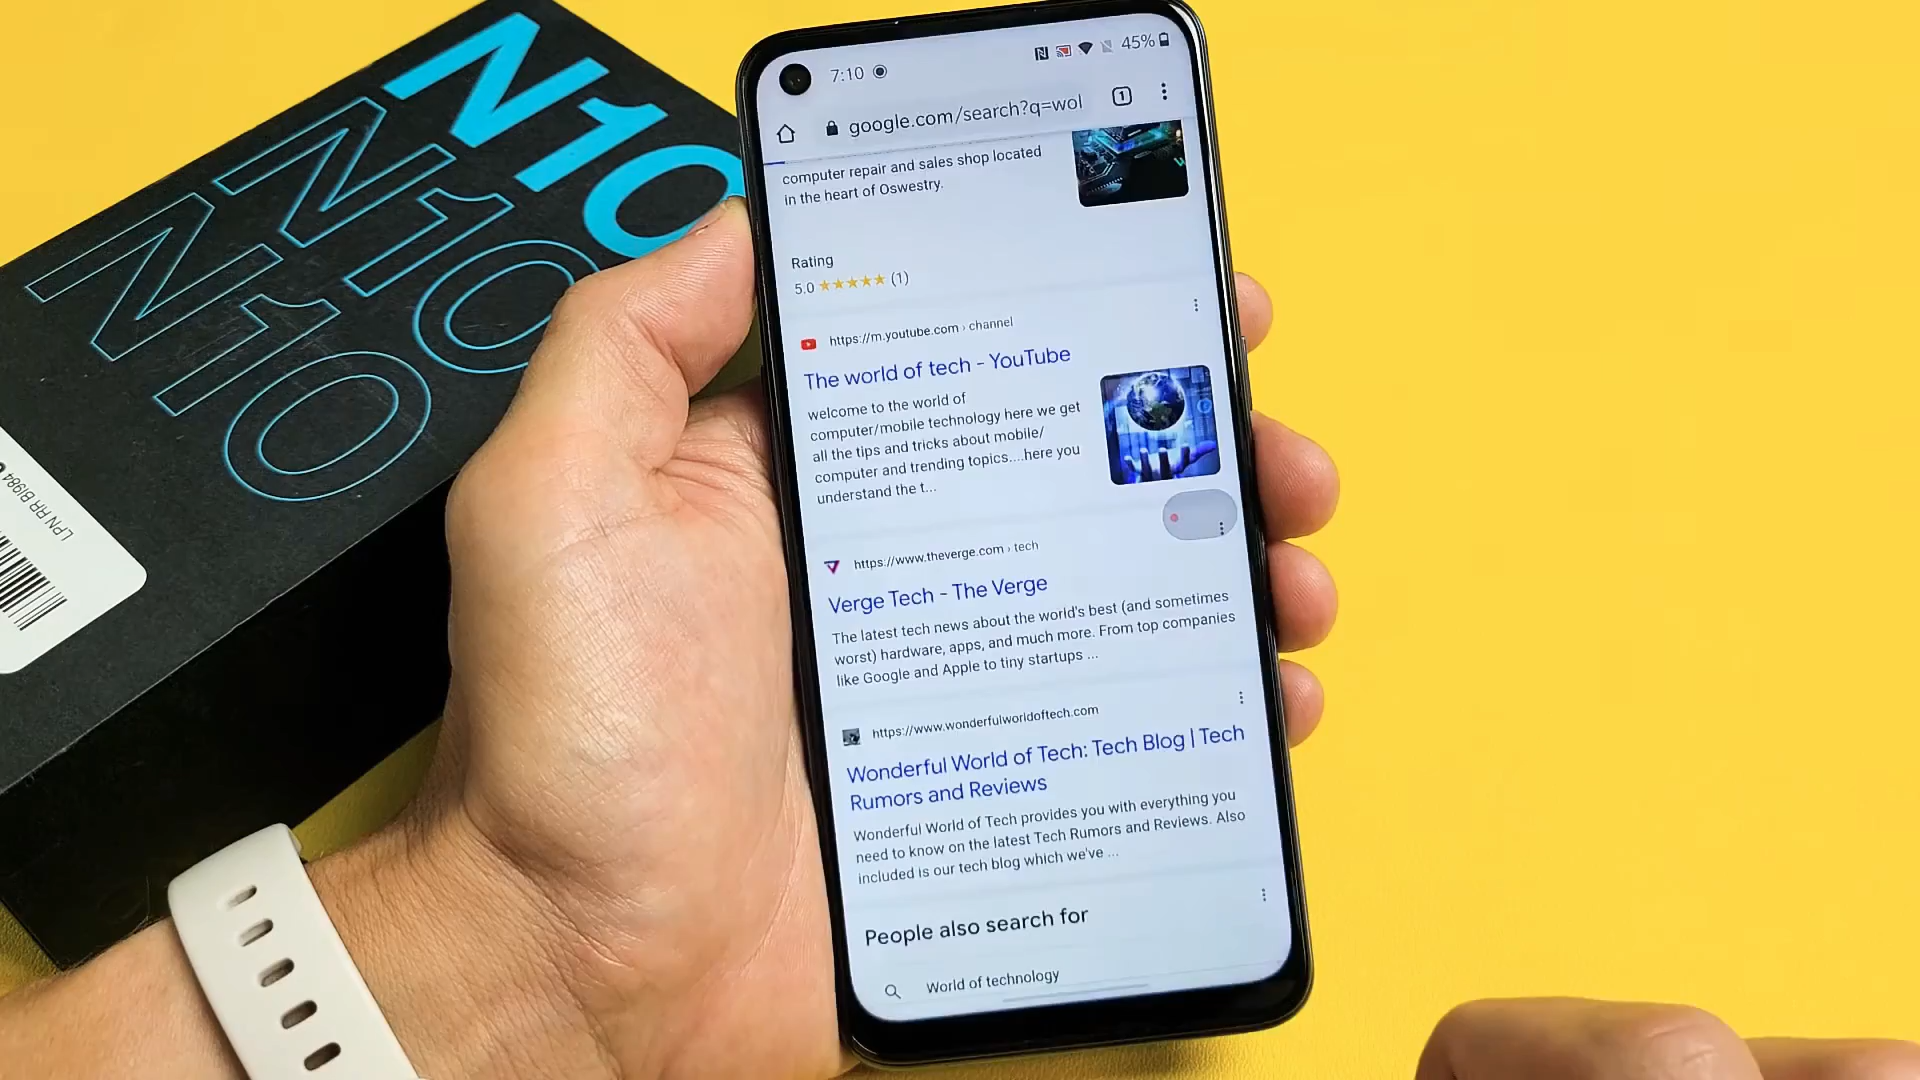 N10
N10
N10
LPN RR BI984
7:10
45%
google.com/search?q=wol
1
computer repair and sales shop located
in the heart of Oswestry.
Rating
5.0 ★★★★★ (1)
https://m.youtube.com › channel
The world of tech - YouTube
welcome to the world of
computer/mobile technology here we get
all the tips and tricks about mobile/
computer and trending topics....here you
understand the t...
https://www.theverge.com › tech
Verge Tech - The Verge
The latest tech news about the world's best (and sometimes
worst) hardware, apps, and much more. From top companies
like Google and Apple to tiny startups ...
https://www.wonderfulworldoftech.com
Wonderful World of Tech: Tech Blog | Tech
Rumors and Reviews
Wonderful World of Tech provides you with everything you
need to know on the latest Tech Rumors and Reviews. Also
included is our tech blog which we've ...
People also search for
World of technology